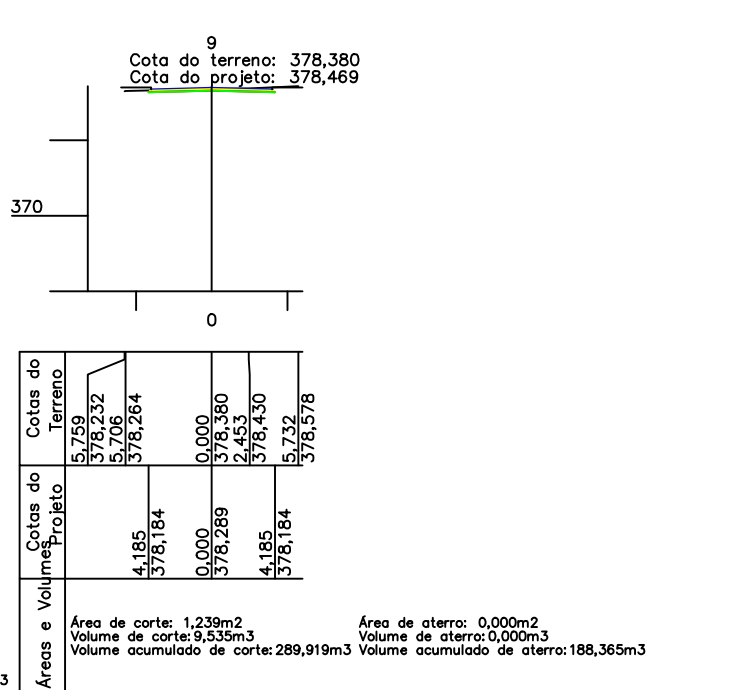 9
Cota do terreno: 378,380
Cota do projeto: 378,469
370
0
Cotas do
Terreno
5,759
378,232
5,706
378,264
0,000
378,380
2,453
378,430
5,732
378,578
Cotas do
Projeto
4,185
378,184
0,000
378,289
4,185
378,184
Áreas e Volumes
Área de corte: 1,239m2
Volume de corte: 9,535m3
Volume acumulado de corte: 289,919m3
Área de aterro: 0,000m2
Volume de aterro: 0,000m3
Volume acumulado de aterro: 188,365m3
3